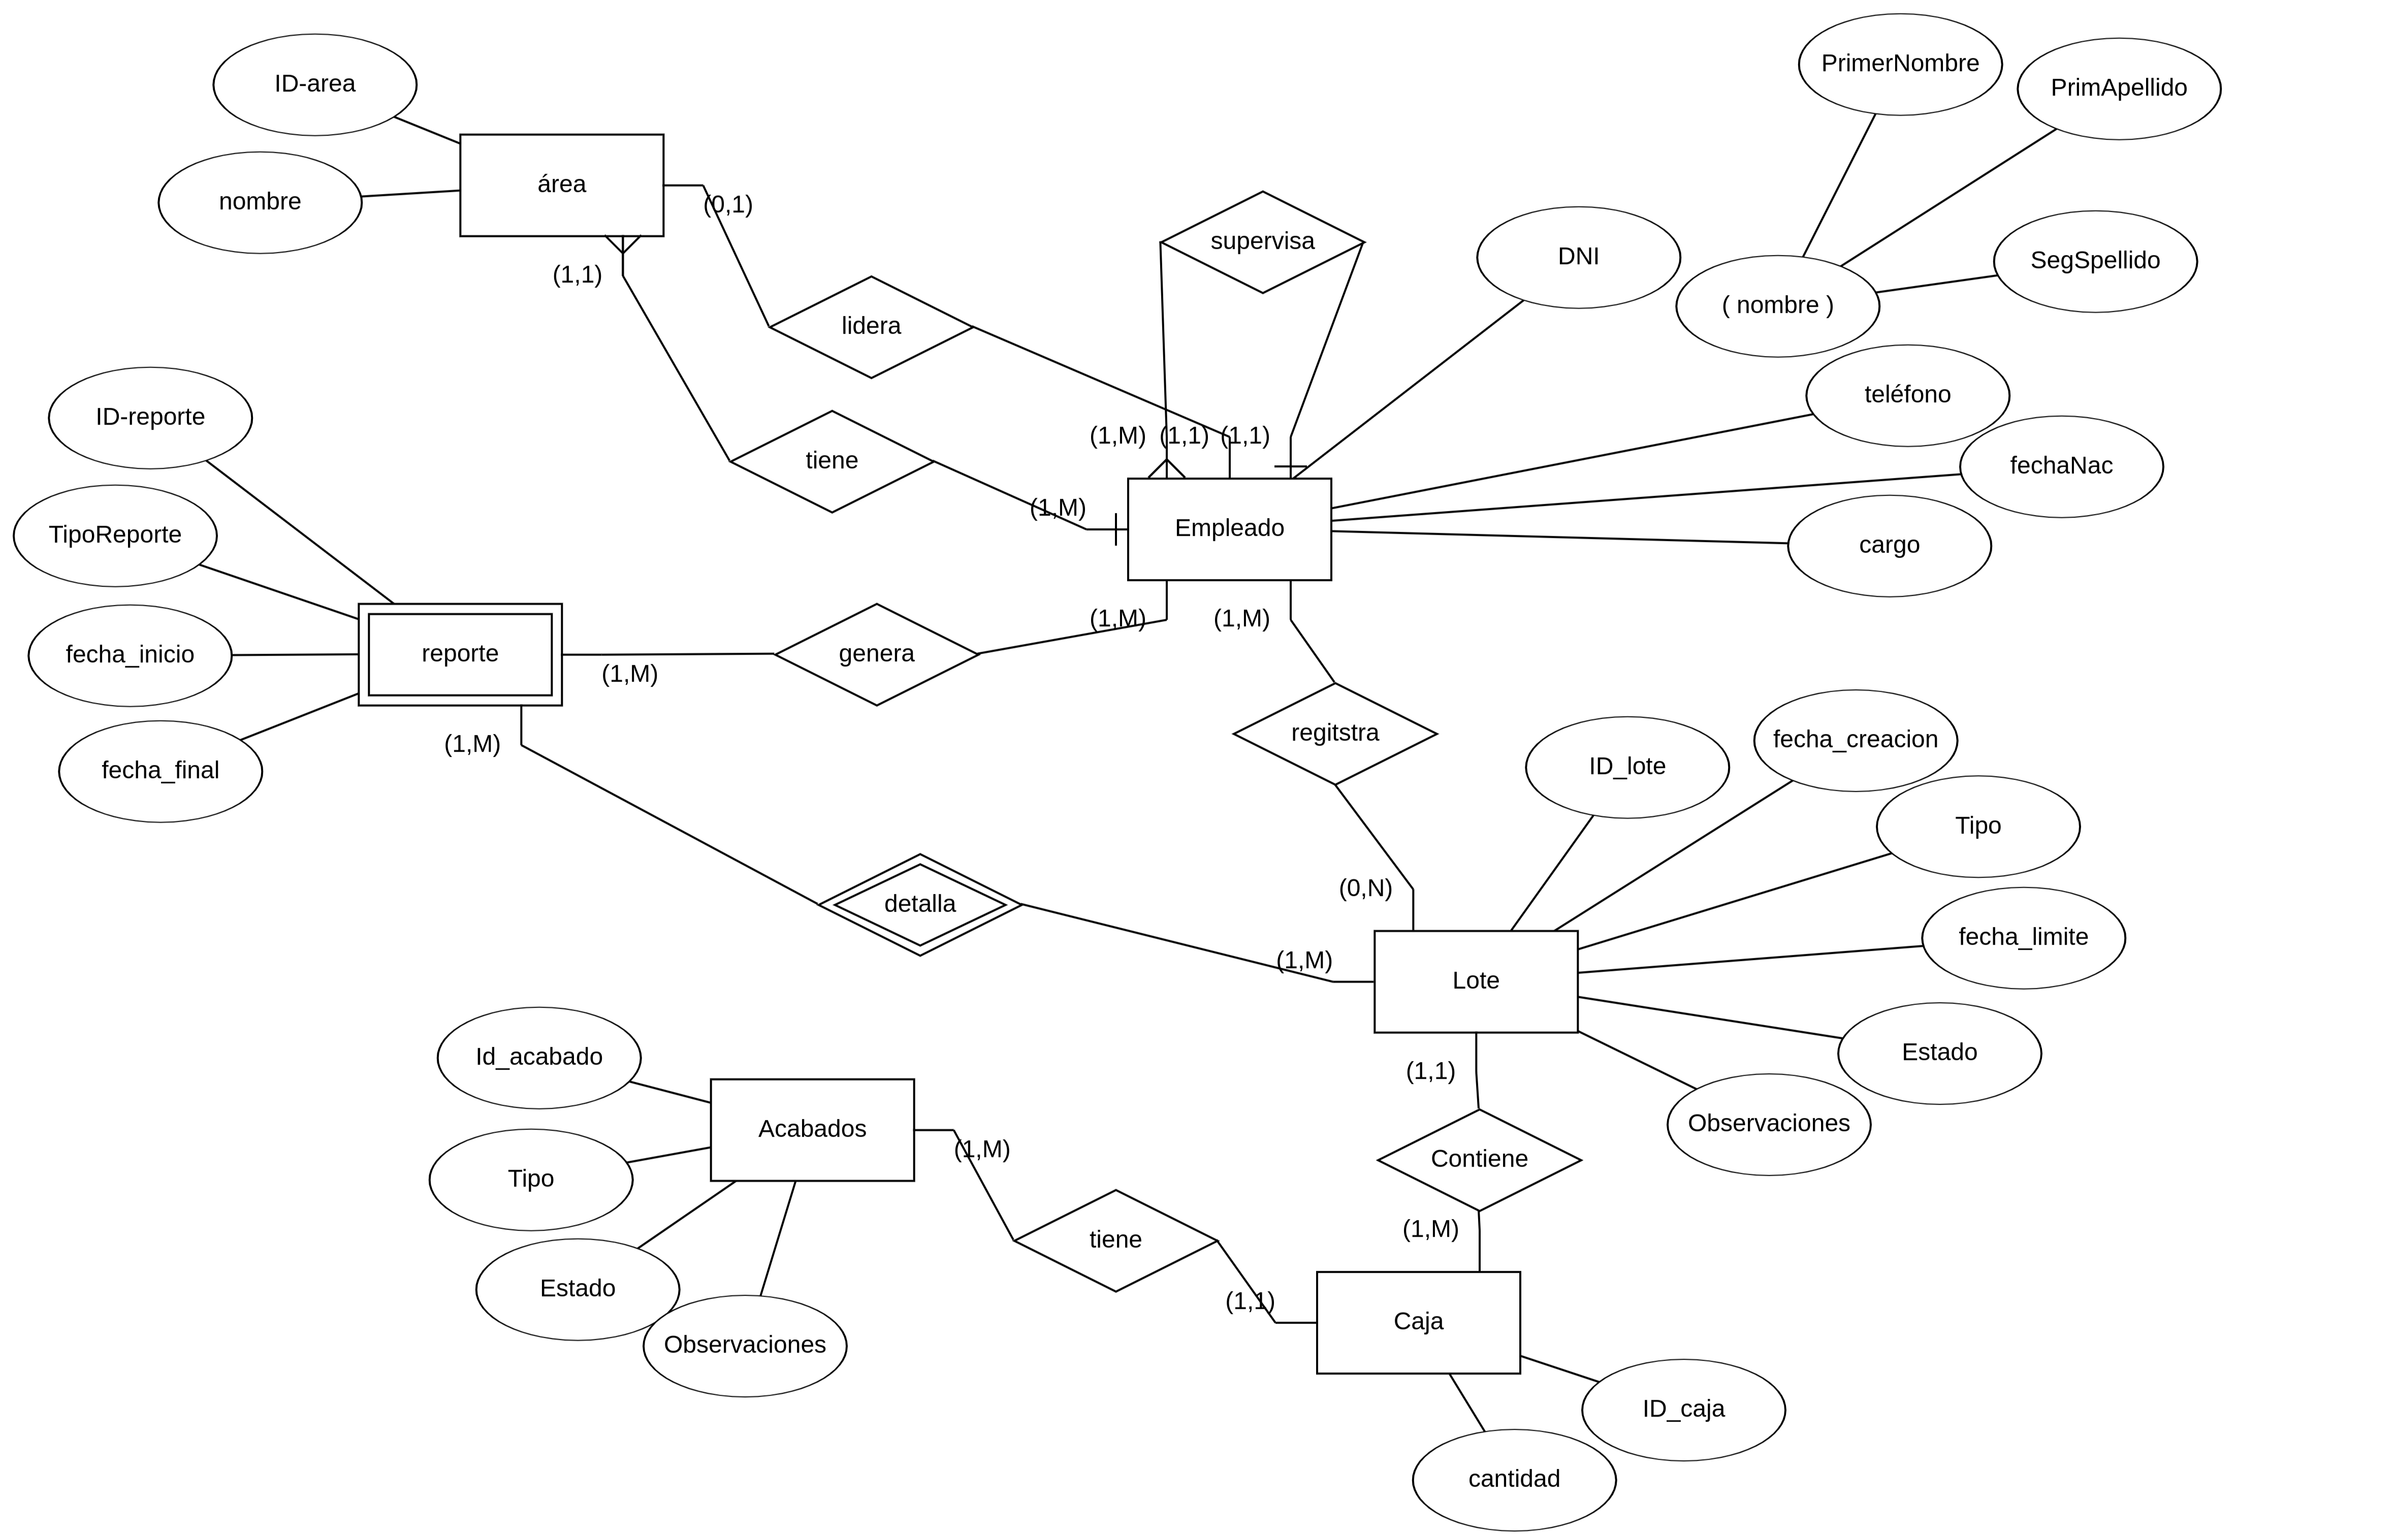 PrimerNombre
PrimApellido
ID-area
área
nombre
(0,1)
supervisa
DNI
SegSpellido
(1,1)
( nombre )
lidera
teléfono
ID-reporte
(1,M)
(1,1)
(1,1)
tiene
fechaNac
(1,M)
TipoReporte
Empleado
cargo
fecha_inicio
reporte
genera
(1,M)
(1,M)
(1,M)
(1,M)
regitstra
ID_lote
fecha_creacion
fecha_final
Tipo
(0,N)
detalla
fecha_limite
(1,M)
Lote
Id_acabado
Estado
(1,1)
Acabados
Observaciones
(1,M)
Contiene
Tipo
(1,M)
tiene
Estado
(1,1)
Caja
Observaciones
ID_caja
cantidad